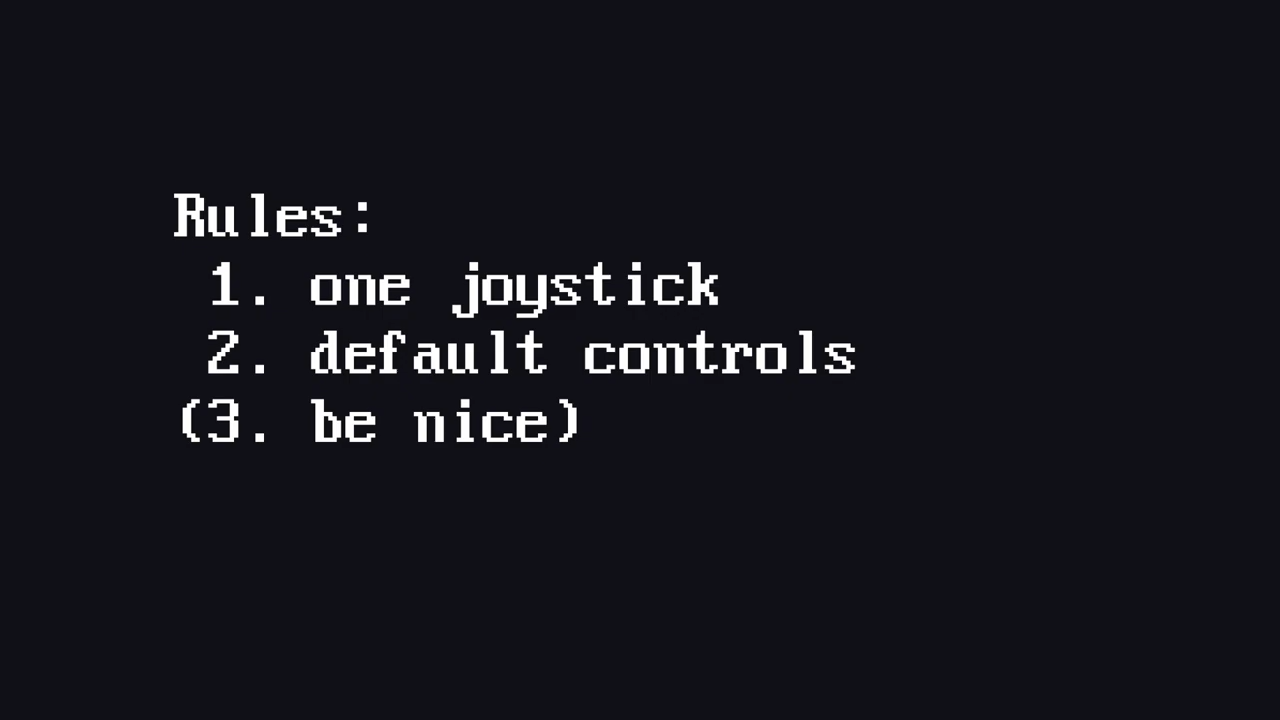 Rules:
1. one joystick
2. default controls
(3. be nice)